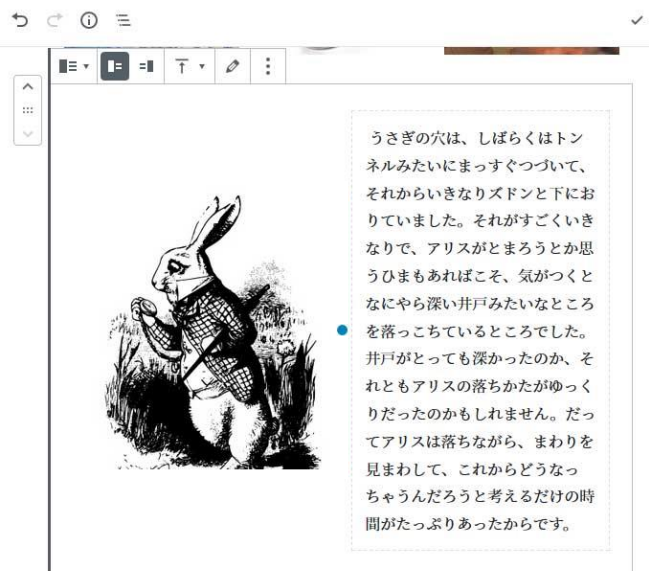 うさぎの穴は、しばらくはトン
ネルみたいにまっすぐつづいて、
それからいきなりズドンと下にお
りていました。それがすごくいき
なりで、アリスがとまろうとか思
うひまもあればこそ、気がつくと
なにやら深い井戸みたいなところ
を落っこちているところでした。
井戸がとっても深かったのか、そ
れともアリスの落ちかたがゆっく
りだったのかもしれません。だっ
てアリスは落ちながら、まわりを
見まわして、これからどうなっ
ちゃうんだろうと考えるだけの時
間がたっぷりあったからです。